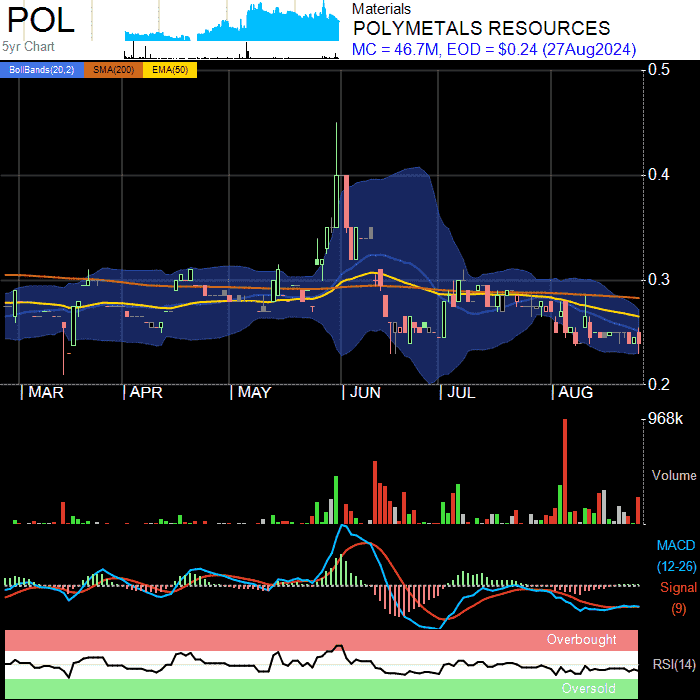 POL
5yr Chart
Materials
POLYMETALS RESOURCES
MC = 46.7M, EOD = $0.24 (27Aug2024)
BollBands(20,2) SMA(200) EMA(50)
0.5
0.4
0.3
0.2
MAR APR MAY JUN JUL AUG
968k
Volume
MACD
(12-26)
Signal
(9)
Overbought
RSI(14)
Oversold